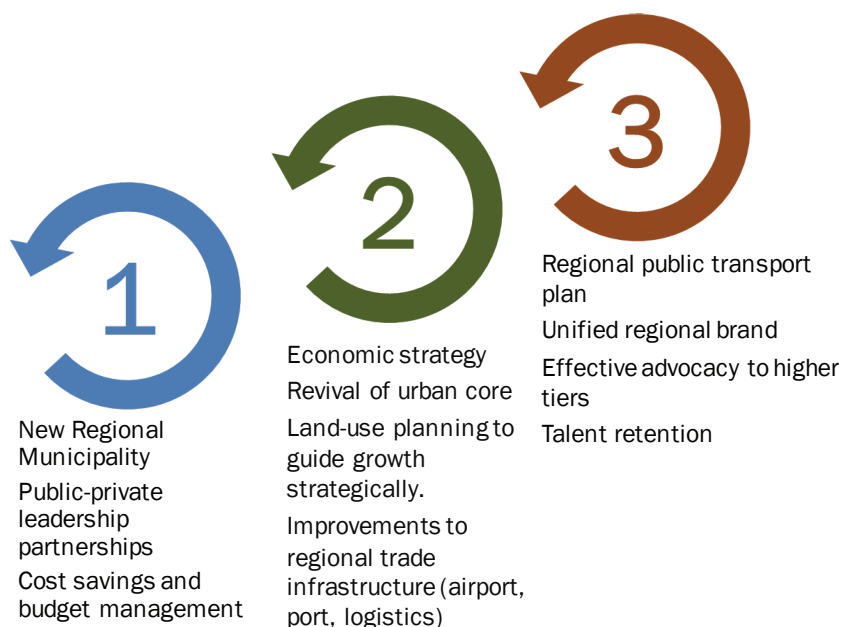 1
New Regional
Municipality
Public-private
leadership
partnerships
Cost savings and
budget management
2
Economic strategy
Revival of urban core
Land-use planning to
guide growth
strategically.
Improvements to
regional trade
infrastructure (airport,
port, logistics)
3
Regional public transport
plan
Unified regional brand
Effective advocacy to higher
tiers
Talent retention